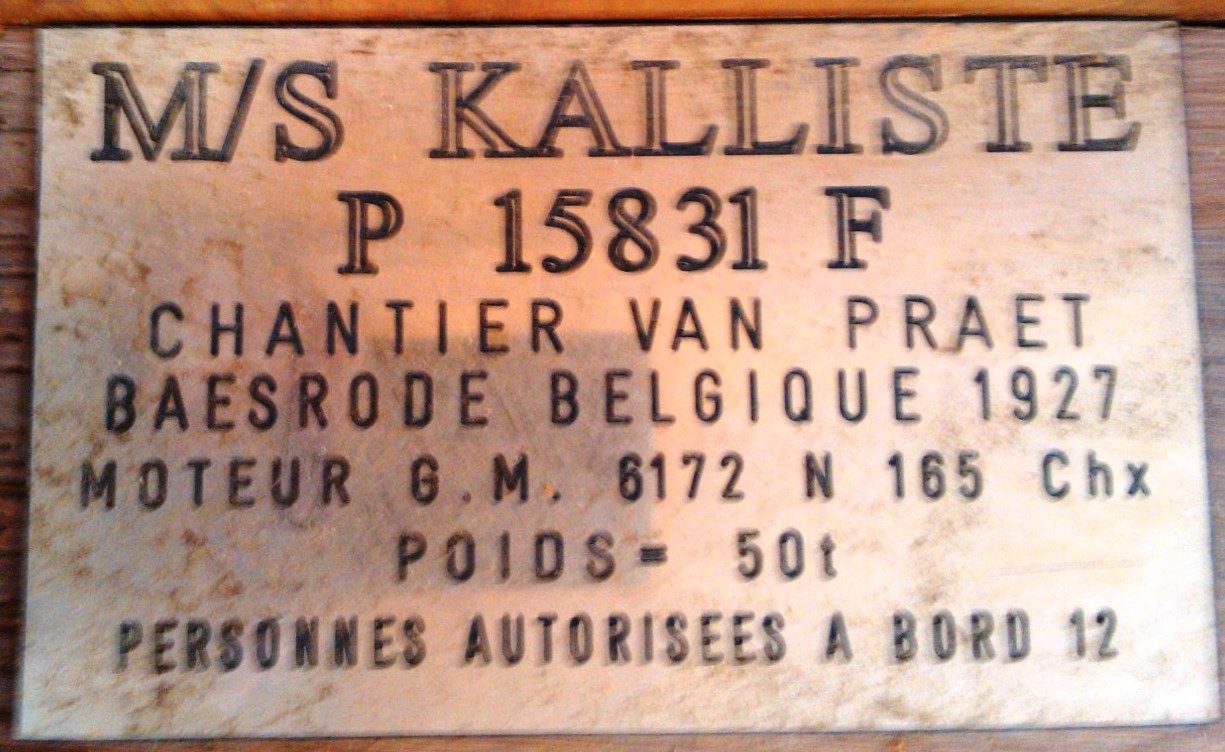 M/S KALLISTE
P 15831 F
CHANTIER VAN PRAET
BAESRODE BELGIQUE 1927
MOTEUR G.M. 6172 N 165 Chx
POIDS= 50t
PERSONNES AUTORISEES A BORD 12